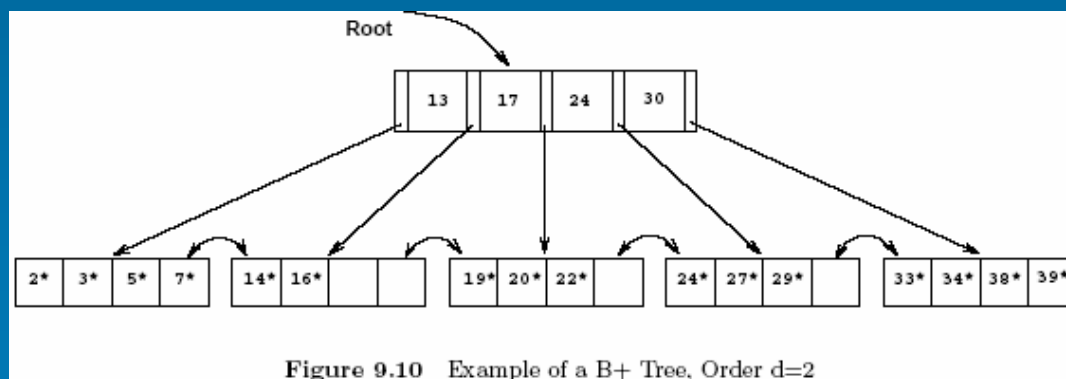 Root
13 17 24 30
2* 3* 5* 7* 14* 16* 19* 20* 22* 24* 27* 29* 33* 34* 38* 39*
Figure 9.10 Example of a B+ Tree, Order d=2